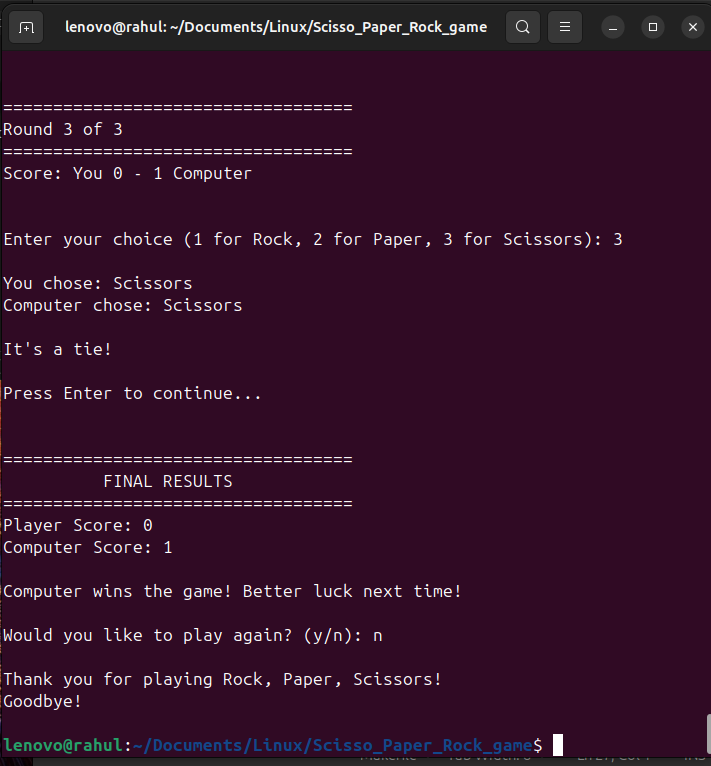 lenovo@rahul: ~/Documents/Linux/Scisso_Paper_Rock_game
===================================
Round 3 of 3
===================================
Score: You 0 - 1 Computer
Enter your choice (1 for Rock, 2 for Paper, 3 for Scissors): 3
You chose: Scissors
Computer chose: Scissors
It's a tie!
Press Enter to continue...
===================================
FINAL RESULTS
===================================
Player Score: 0
Computer Score: 1
Computer wins the game! Better luck next time!
Would you like to play again? (y/n): n
Thank you for playing Rock, Paper, Scissors!
Goodbye!
lenovo@rahul:~/Documents/Linux/Scisso_Paper_Rock_game$